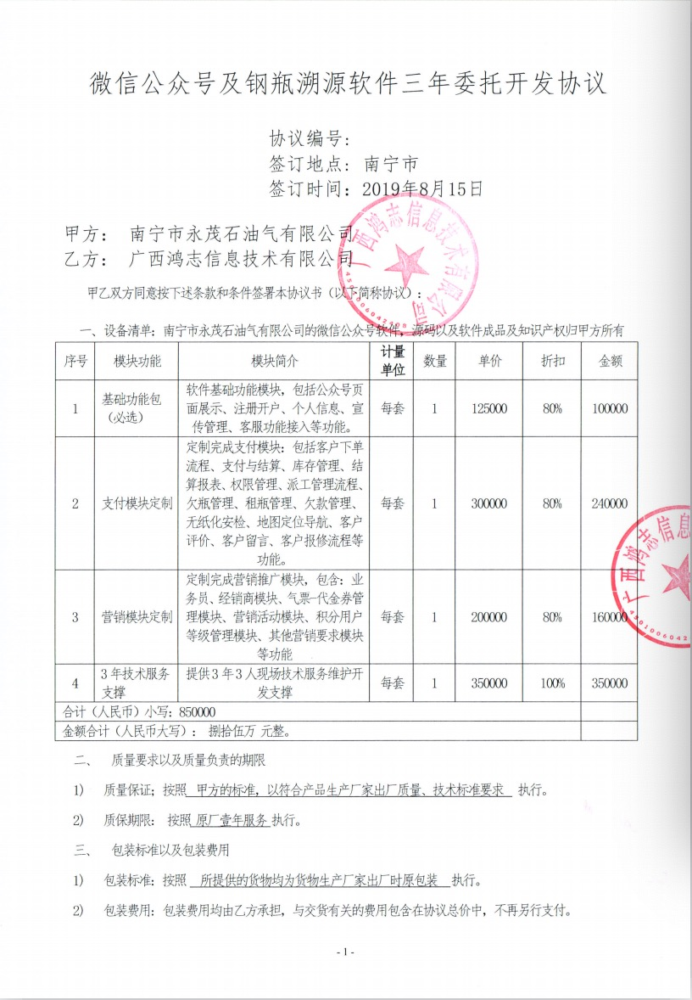 微信公众号及钢瓶溯源软件三年委托开发协议
协议编号:
签订地点: 南宁市
签订时间: 2019年8月15日
甲方: 南宁市永茂石油气有限公司
乙方: 广西鸿志信息技术有限公司
广西鸿志信息技术有限公司
甲乙双方同意按下述条款和条件签署本协议书（以下简称协议）:
一、设备清单: 南宁市永茂石油气有限公司的微信公众号软件，源码以及软件成品及知识产权归甲方所有
序号 模块功能 模块简介 计量单位 数量 单价 折扣 金额
1 基础功能包（必选） 软件基础功能模块，包括公众号页
面展示、注册开户、个人信息、宣
传管理、客服功能接入等功能。 每套 1 125000 80% 100000
2 支付模块定制 定制完成支付模块: 包括客户下单
流程、支付与结算、库存管理、结
算报表、权限管理、派工管理流程、
欠瓶管理、租瓶管理、欠款管理、
无纸化安检、地图定位导航、客户
评价、客户留言、客户报修流程等
功能。 每套 1 300000 80% 240000
3 营销模块定制 定制完成营销推广模块，包含: 业
务员、经销商模块、气票-代金券管
理模块、营销活动模块、积分用户
等级管理模块、其他营销要求模块
等功能 每套 1 200000 80% 160000
4 3年技术服务支撑 提供3年3人现场技术服务维护开
发支撑 每套 1 350000 100% 350000
合计（人民币）小写: 850000
金额合计（人民币大写）: 捌拾伍万 元整。
广西鸿志信息
二、 质量要求以及质量负责的期限
1) 质量保证; 按照 甲方的标准，以符合产品生产厂家出厂质量、技术标准要求 执行。
2) 质保期限: 按照 原厂壹年服务 执行。
三、 包装标准以及包装费用
1) 包装标准: 按照 所提供的货物均为货物生产厂家出厂时原包装 执行。
2) 包装费用: 包装费用均由乙方承担，与交货有关的费用包含在协议总价中，不再另行支付。
- 1 -